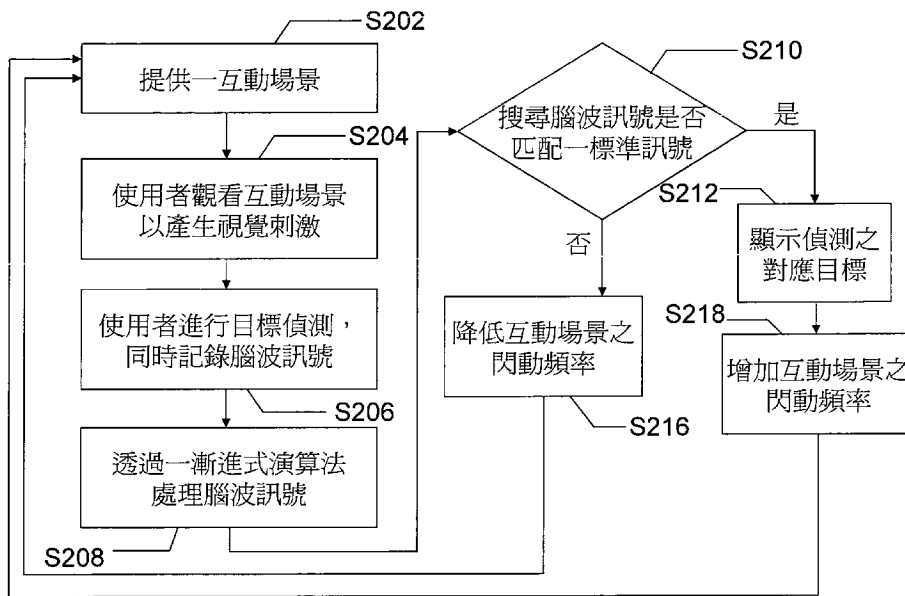 S202
提供一互動場景
S204
使用者觀看互動場景
以產生視覺刺激
使用者進行目標偵測，
同時記錄腦波訊號
S206
透過一漸進式演算法
處理腦波訊號
S208
S210
搜尋腦波訊號是否
匹配一標準訊號
是
否
S212
顯示偵測之
對應目標
降低互動場景之
閃動頻率
S216
S218
增加互動場景之
閃動頻率